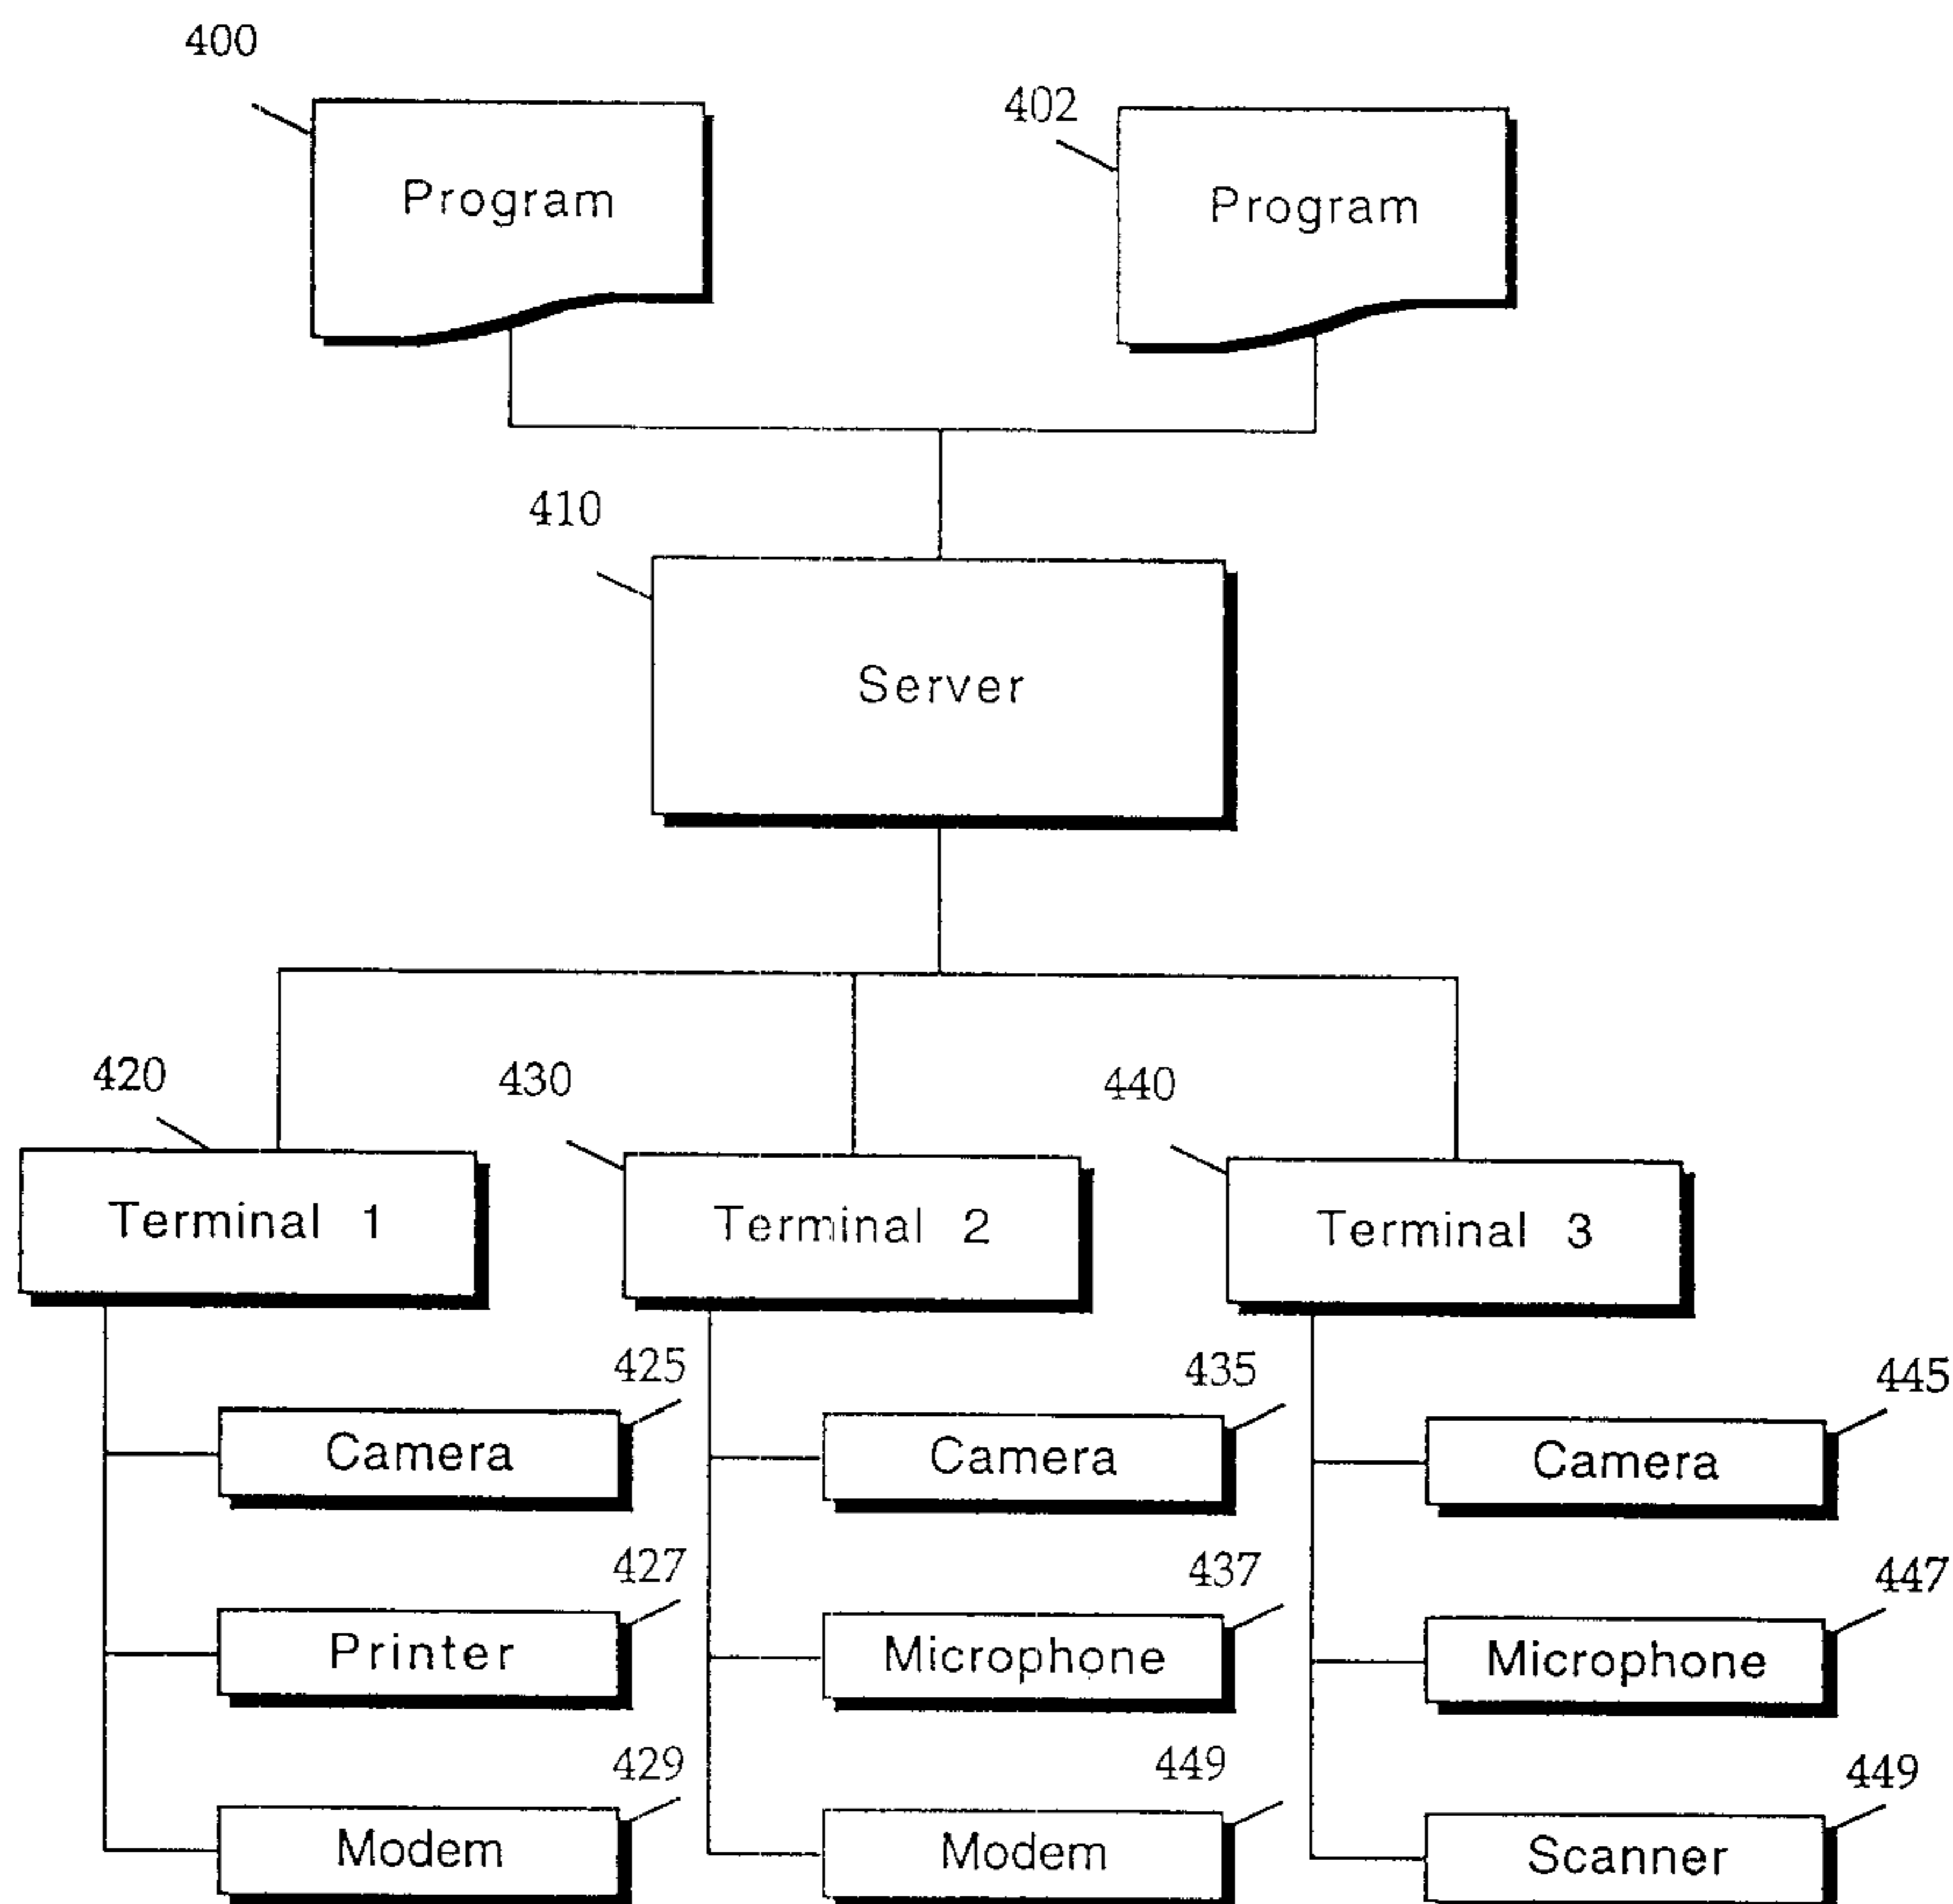 400
402
Program
Program
410
Server
420
430
440
Terminal 1
Terminal 2
Terminal 3
425
435
445
Camera
Camera
Camera
427
437
447
Printer
Microphone
Microphone
429
449
449
Modem
Modem
Scanner